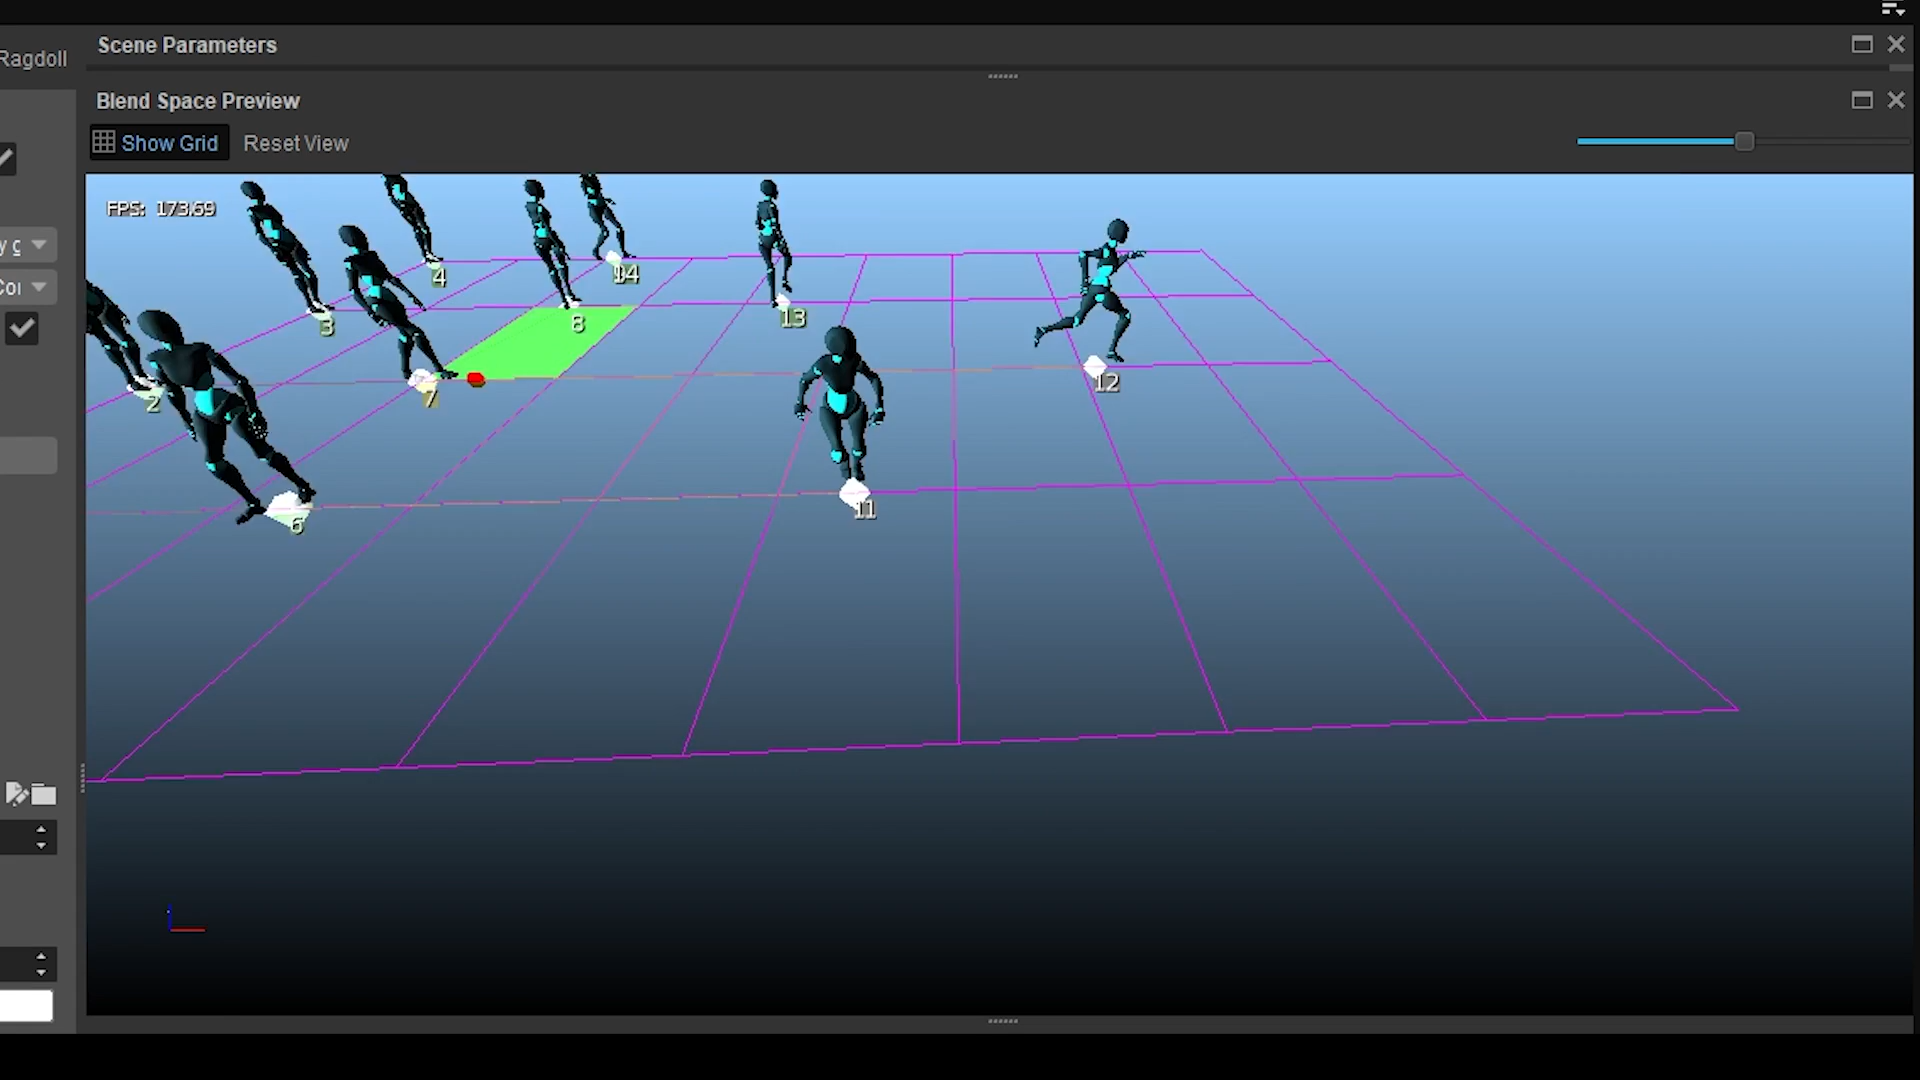 Scene Parameters
Ragdoll
Blend Space Preview
Show Grid Reset View
FPS: 173.69
4
3
8
13
2
7
12
6
11